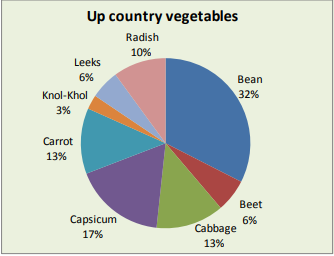 Up country vegetables
Radish
10%
Bean
32%
Beet
6%
Cabbage
13%
Capsicum
17%
Carrot
13%
Knol-Khol
3%
Leeks
6%